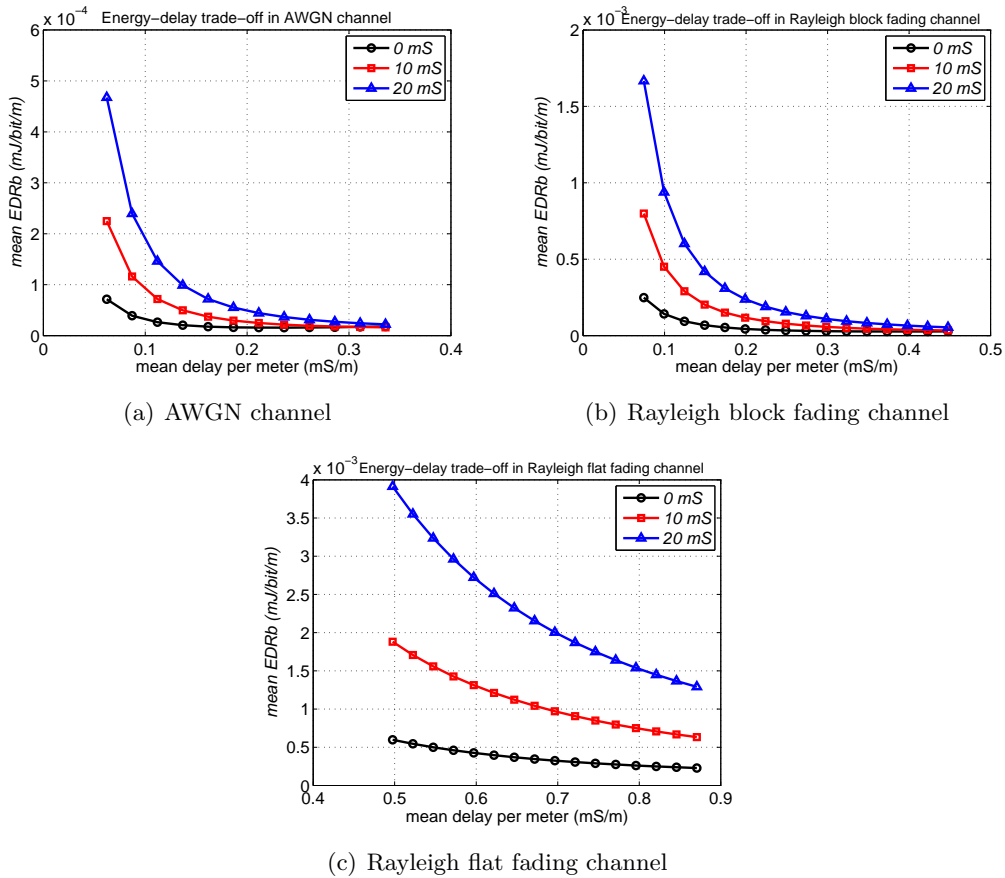 x 10⁻⁴
Energy−delay trade−off in AWGN channel
6
5
4
3
2
1
0
0 0.1 0.2 0.3 0.4
mean EDRb (mJ/bit/m)
mean delay per meter (mS/m)
0 mS
10 mS
20 mS
(a) AWGN channel
x 10⁻³
Energy−delay trade−off in Rayleigh block fading channel
2
1.5
1
0.5
0
0 0.1 0.2 0.3 0.4 0.5
mean EDRb (mJ/bit/m)
mean delay per meter (mS/m)
0 mS
10 mS
20 mS
(b) Rayleigh block fading channel
x 10⁻³
Energy−delay trade−off in Rayleigh flat fading channel
4
3.5
3
2.5
2
1.5
1
0.5
0
0.4 0.5 0.6 0.7 0.8 0.9
mean EDRb (mJ/bit/m)
mean delay per meter (mS/m)
0 mS
10 mS
20 mS
(c) Rayleigh flat fading channel